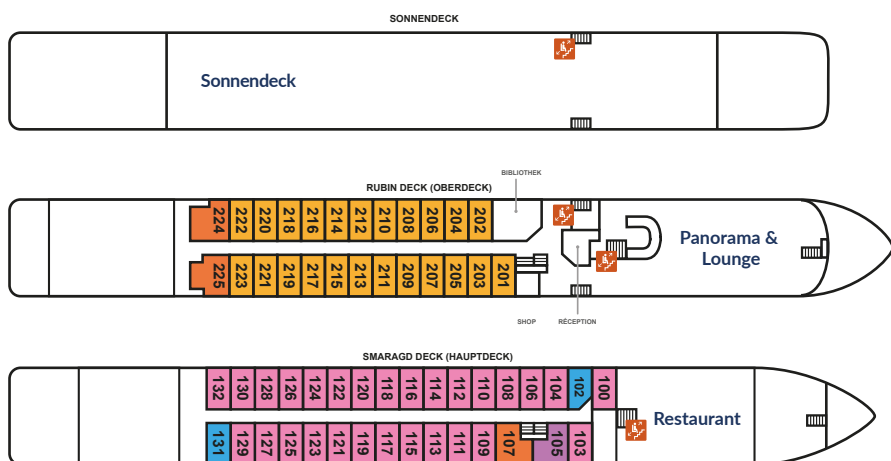 SONNENDECK
Sonnendeck
BIBLIOTHEK
RUBIN DECK (OBERDECK)
224 222 220 218 216 214 212 210 208 206 204 202
Panorama &
Lounge
225 223 221 219 217 215 213 211 209 207 205 203 201
SHOP RÉCEPTION
SMARAGD DECK (HAUPTDECK)
132 130 128 126 124 122 120 118 116 114 112 110 108 106 104 102 100
Restaurant
131 129 127 125 123 121 119 117 115 113 111 109 107 105 103